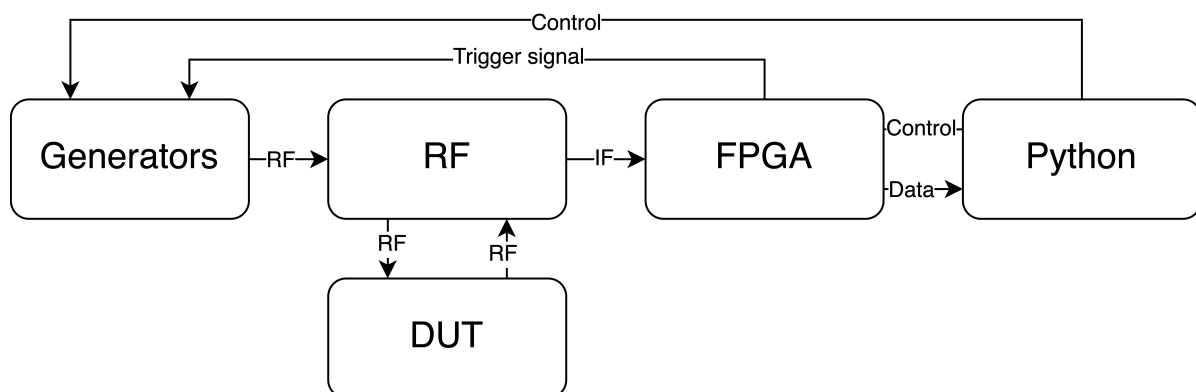 Control
Trigger signal
Generators
RF
RF
IF
FPGA
Control
Data
Python
RF
RF
DUT